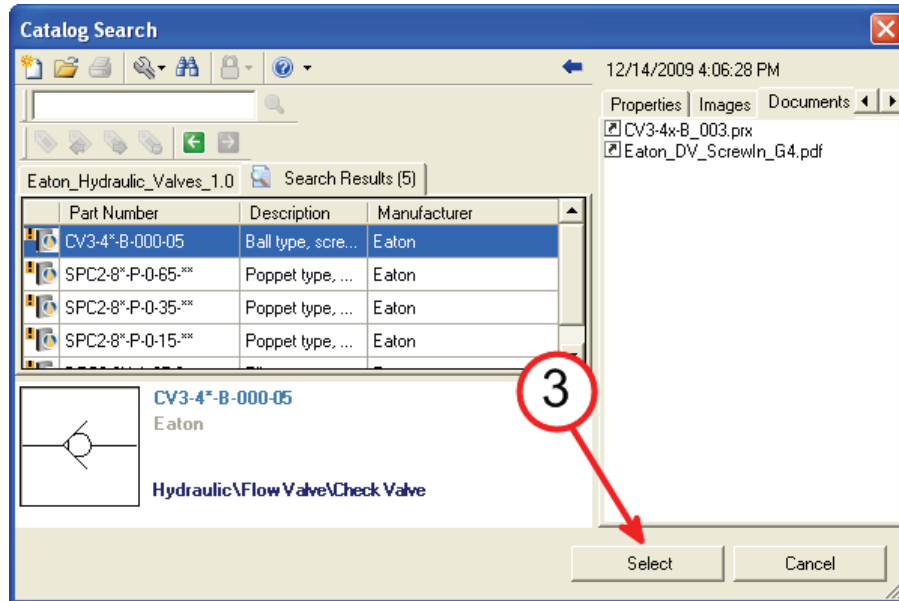 Catalog Search
12/14/2009 4:06:28 PM
Properties Images Documents
CV3-4x-B_003.prx
Eaton_DV_ScrewIn_G4.pdf
Eaton_Hydraulic_Valves_1.0 Search Results (5)
Part Number Description Manufacturer
CV3-4*-B-000-05 Ball type, scre... Eaton
SPC2-8*-P-0-65-** Poppet type, ... Eaton
SPC2-8*-P-0-35-** Poppet type, ... Eaton
SPC2-8*-P-0-15-** Poppet type, ... Eaton
CV3-4*-B-000-05
Eaton
Hydraulic\Flow Valve\Check Valve
3
Select Cancel